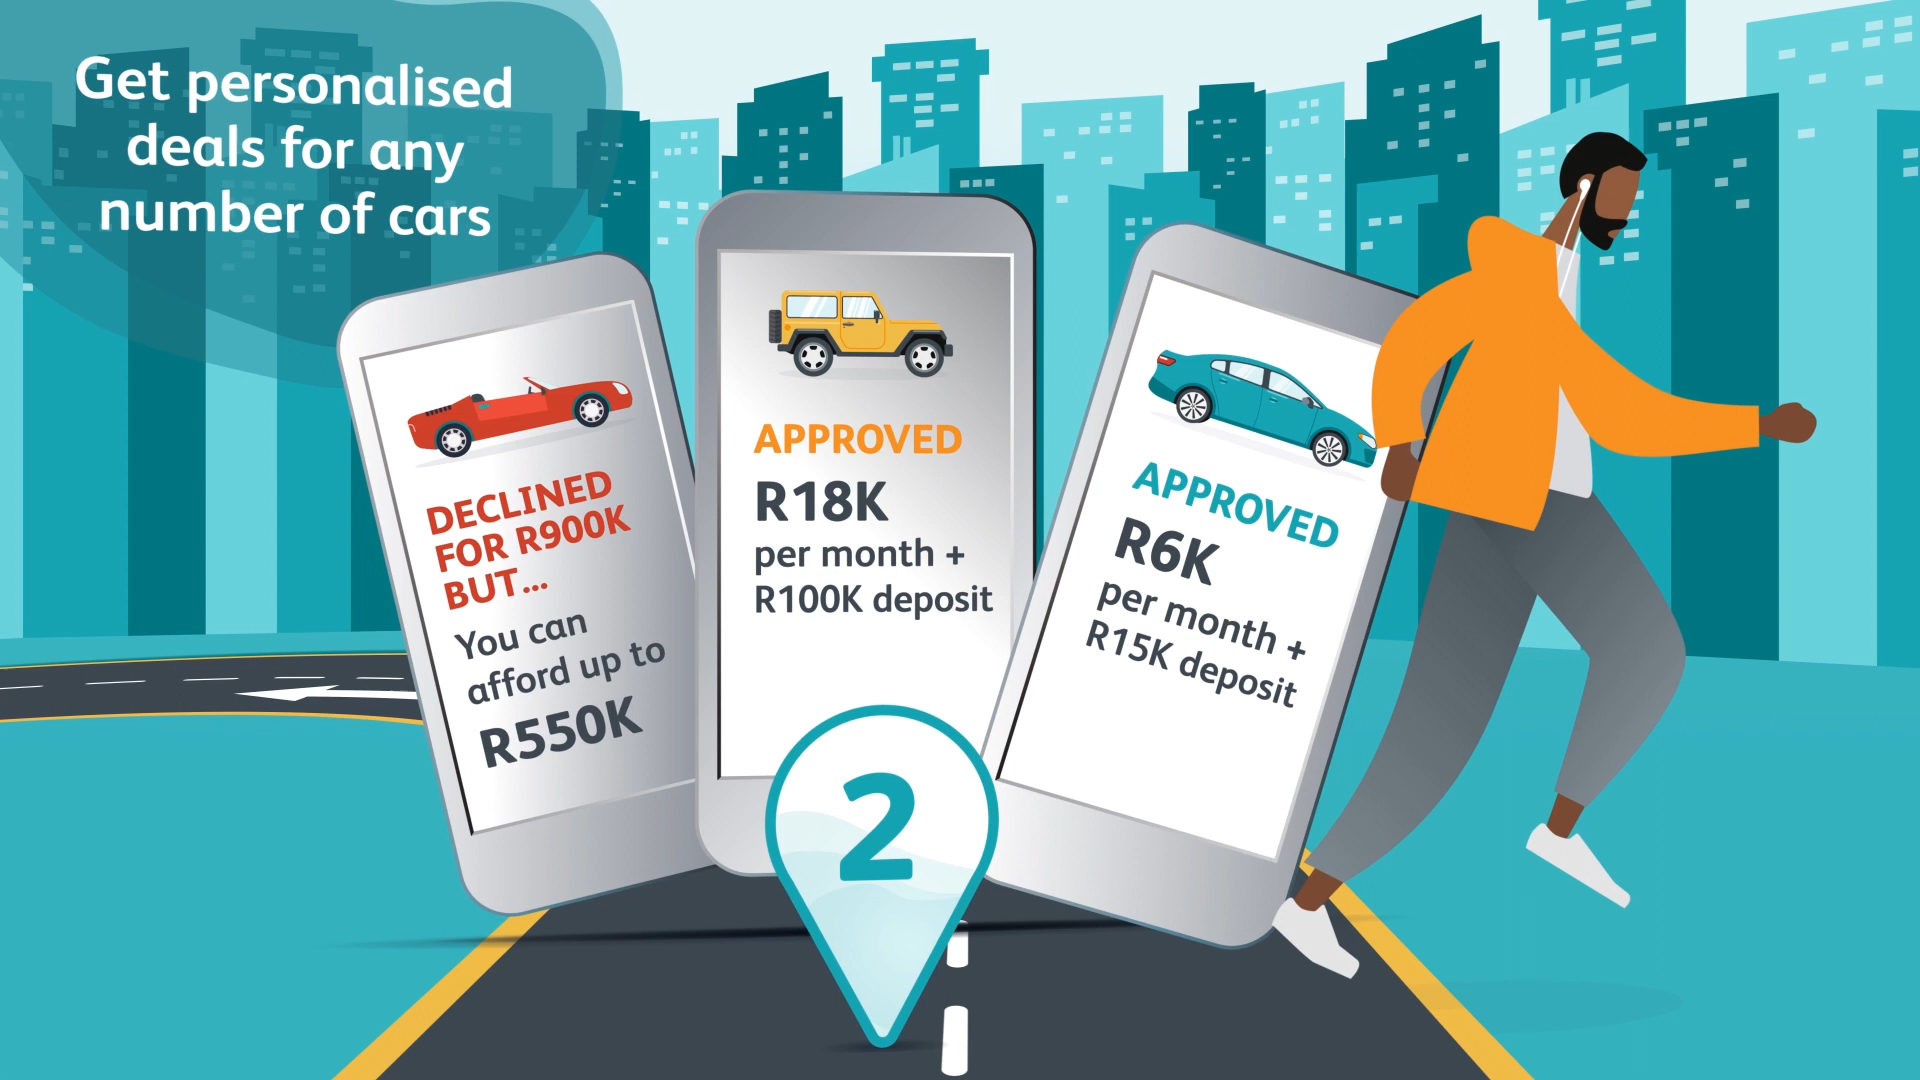 Get personalised
deals for any
number of cars
DECLINED
FOR R900K
BUT...
You can
afford up to
R550K
APPROVED
R18K
per month +
R100K deposit
APPROVED
R6K
per month +
R15K deposit
2